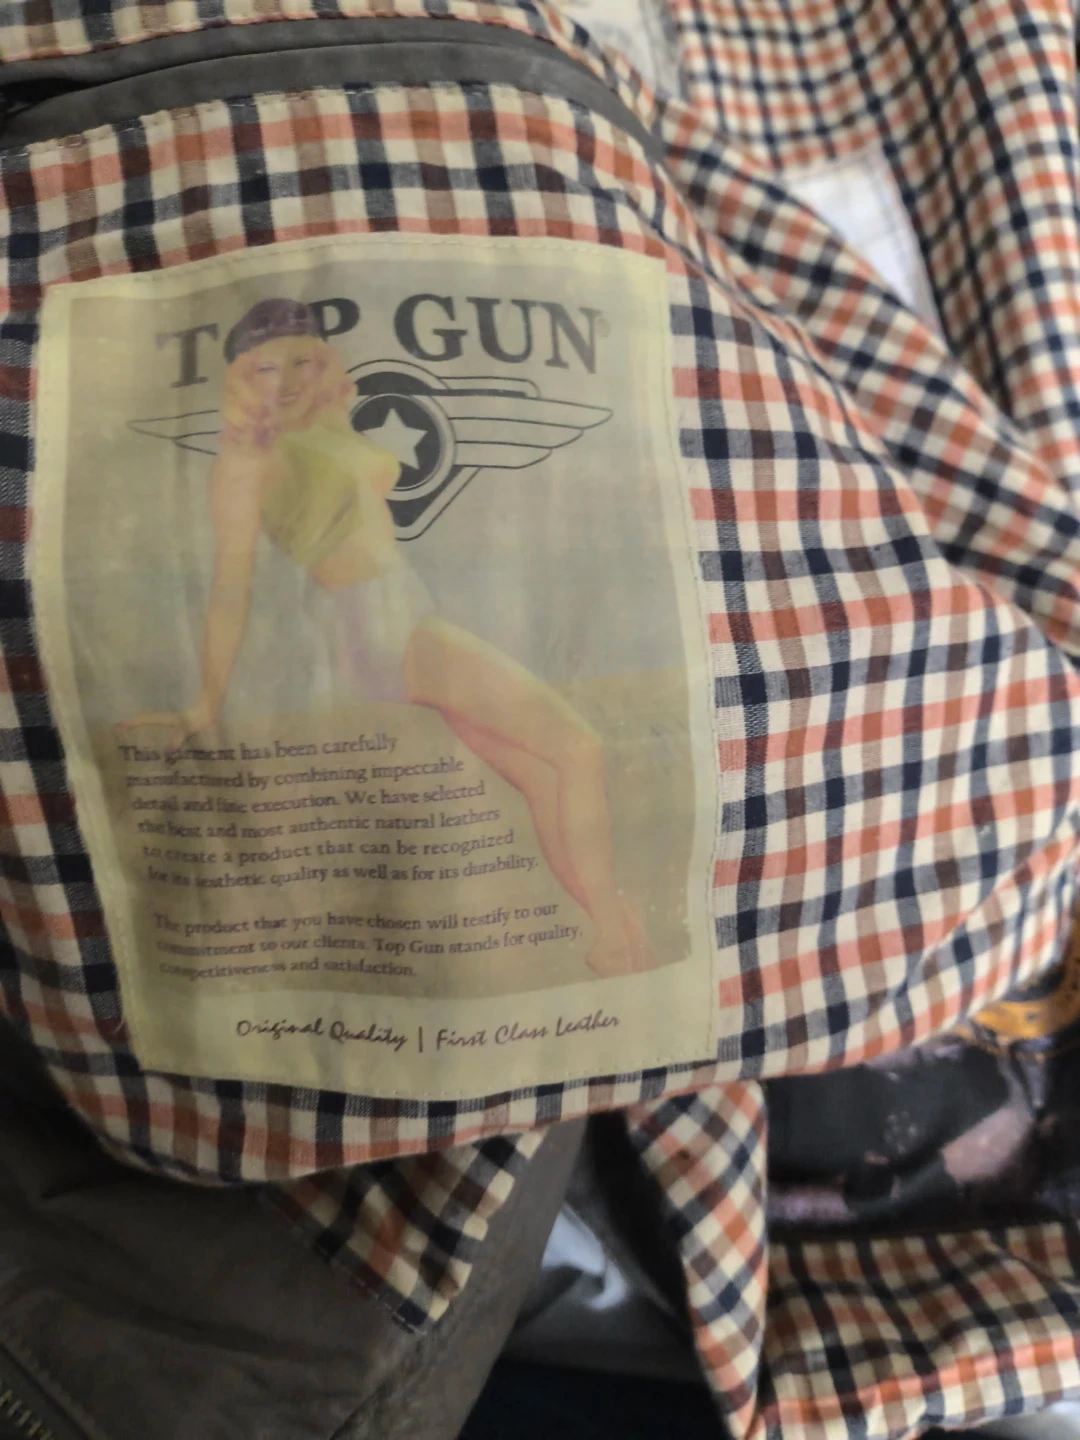 TOP GUN®
This garment has been carefully
manufactured by combining impeccable
detail and fine execution. We have selected
the best and most authentic natural leathers
to create a product that can be recognized
for its aesthetic quality as well as for its durability.
The product that you have chosen will testify to our
commitment to our clients. Top Gun stands for quality,
competitiveness and satisfaction.
Original Quality | First Class Leather